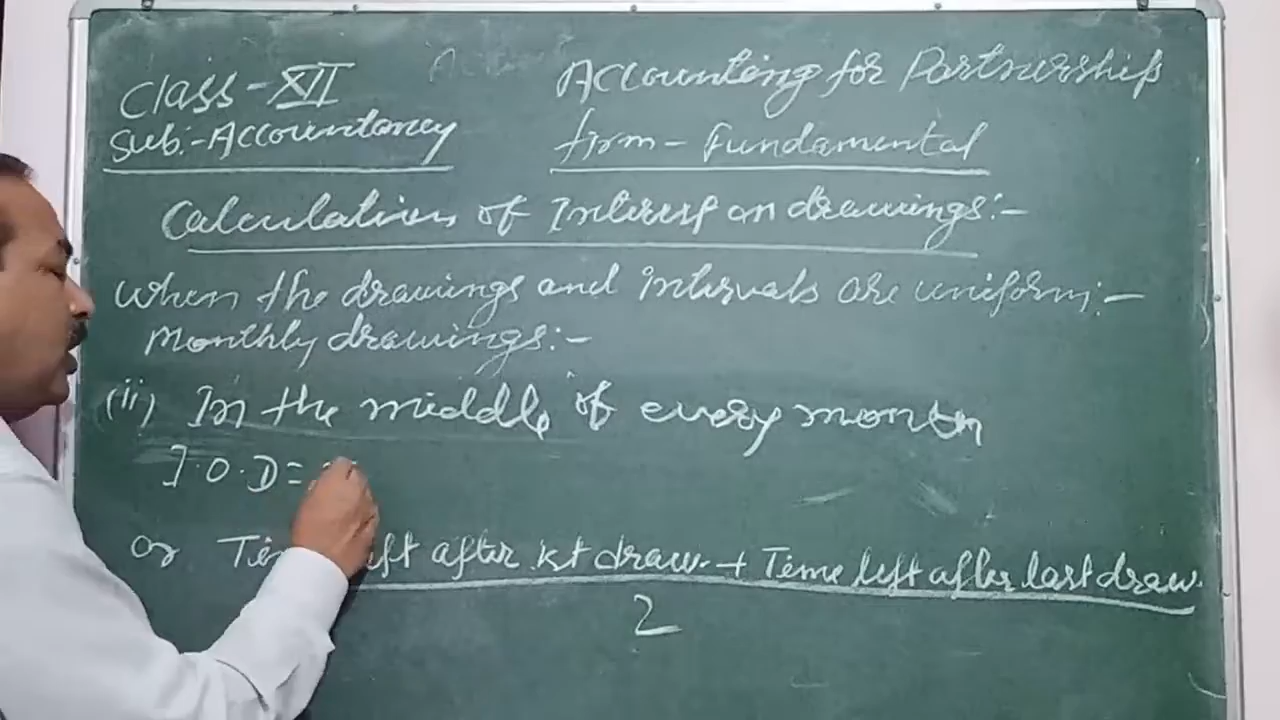 Class - XII
Sub:- Accountancy
Accounting for Partnership
firm - Fundamental
Calculation of Interest on drawings:-
When the drawings and Intervals are uniform:-
Monthly drawings:-
(ii) In the middle of every month
I.O.D =
or left after 1st draw. + Time left after last draw.
2